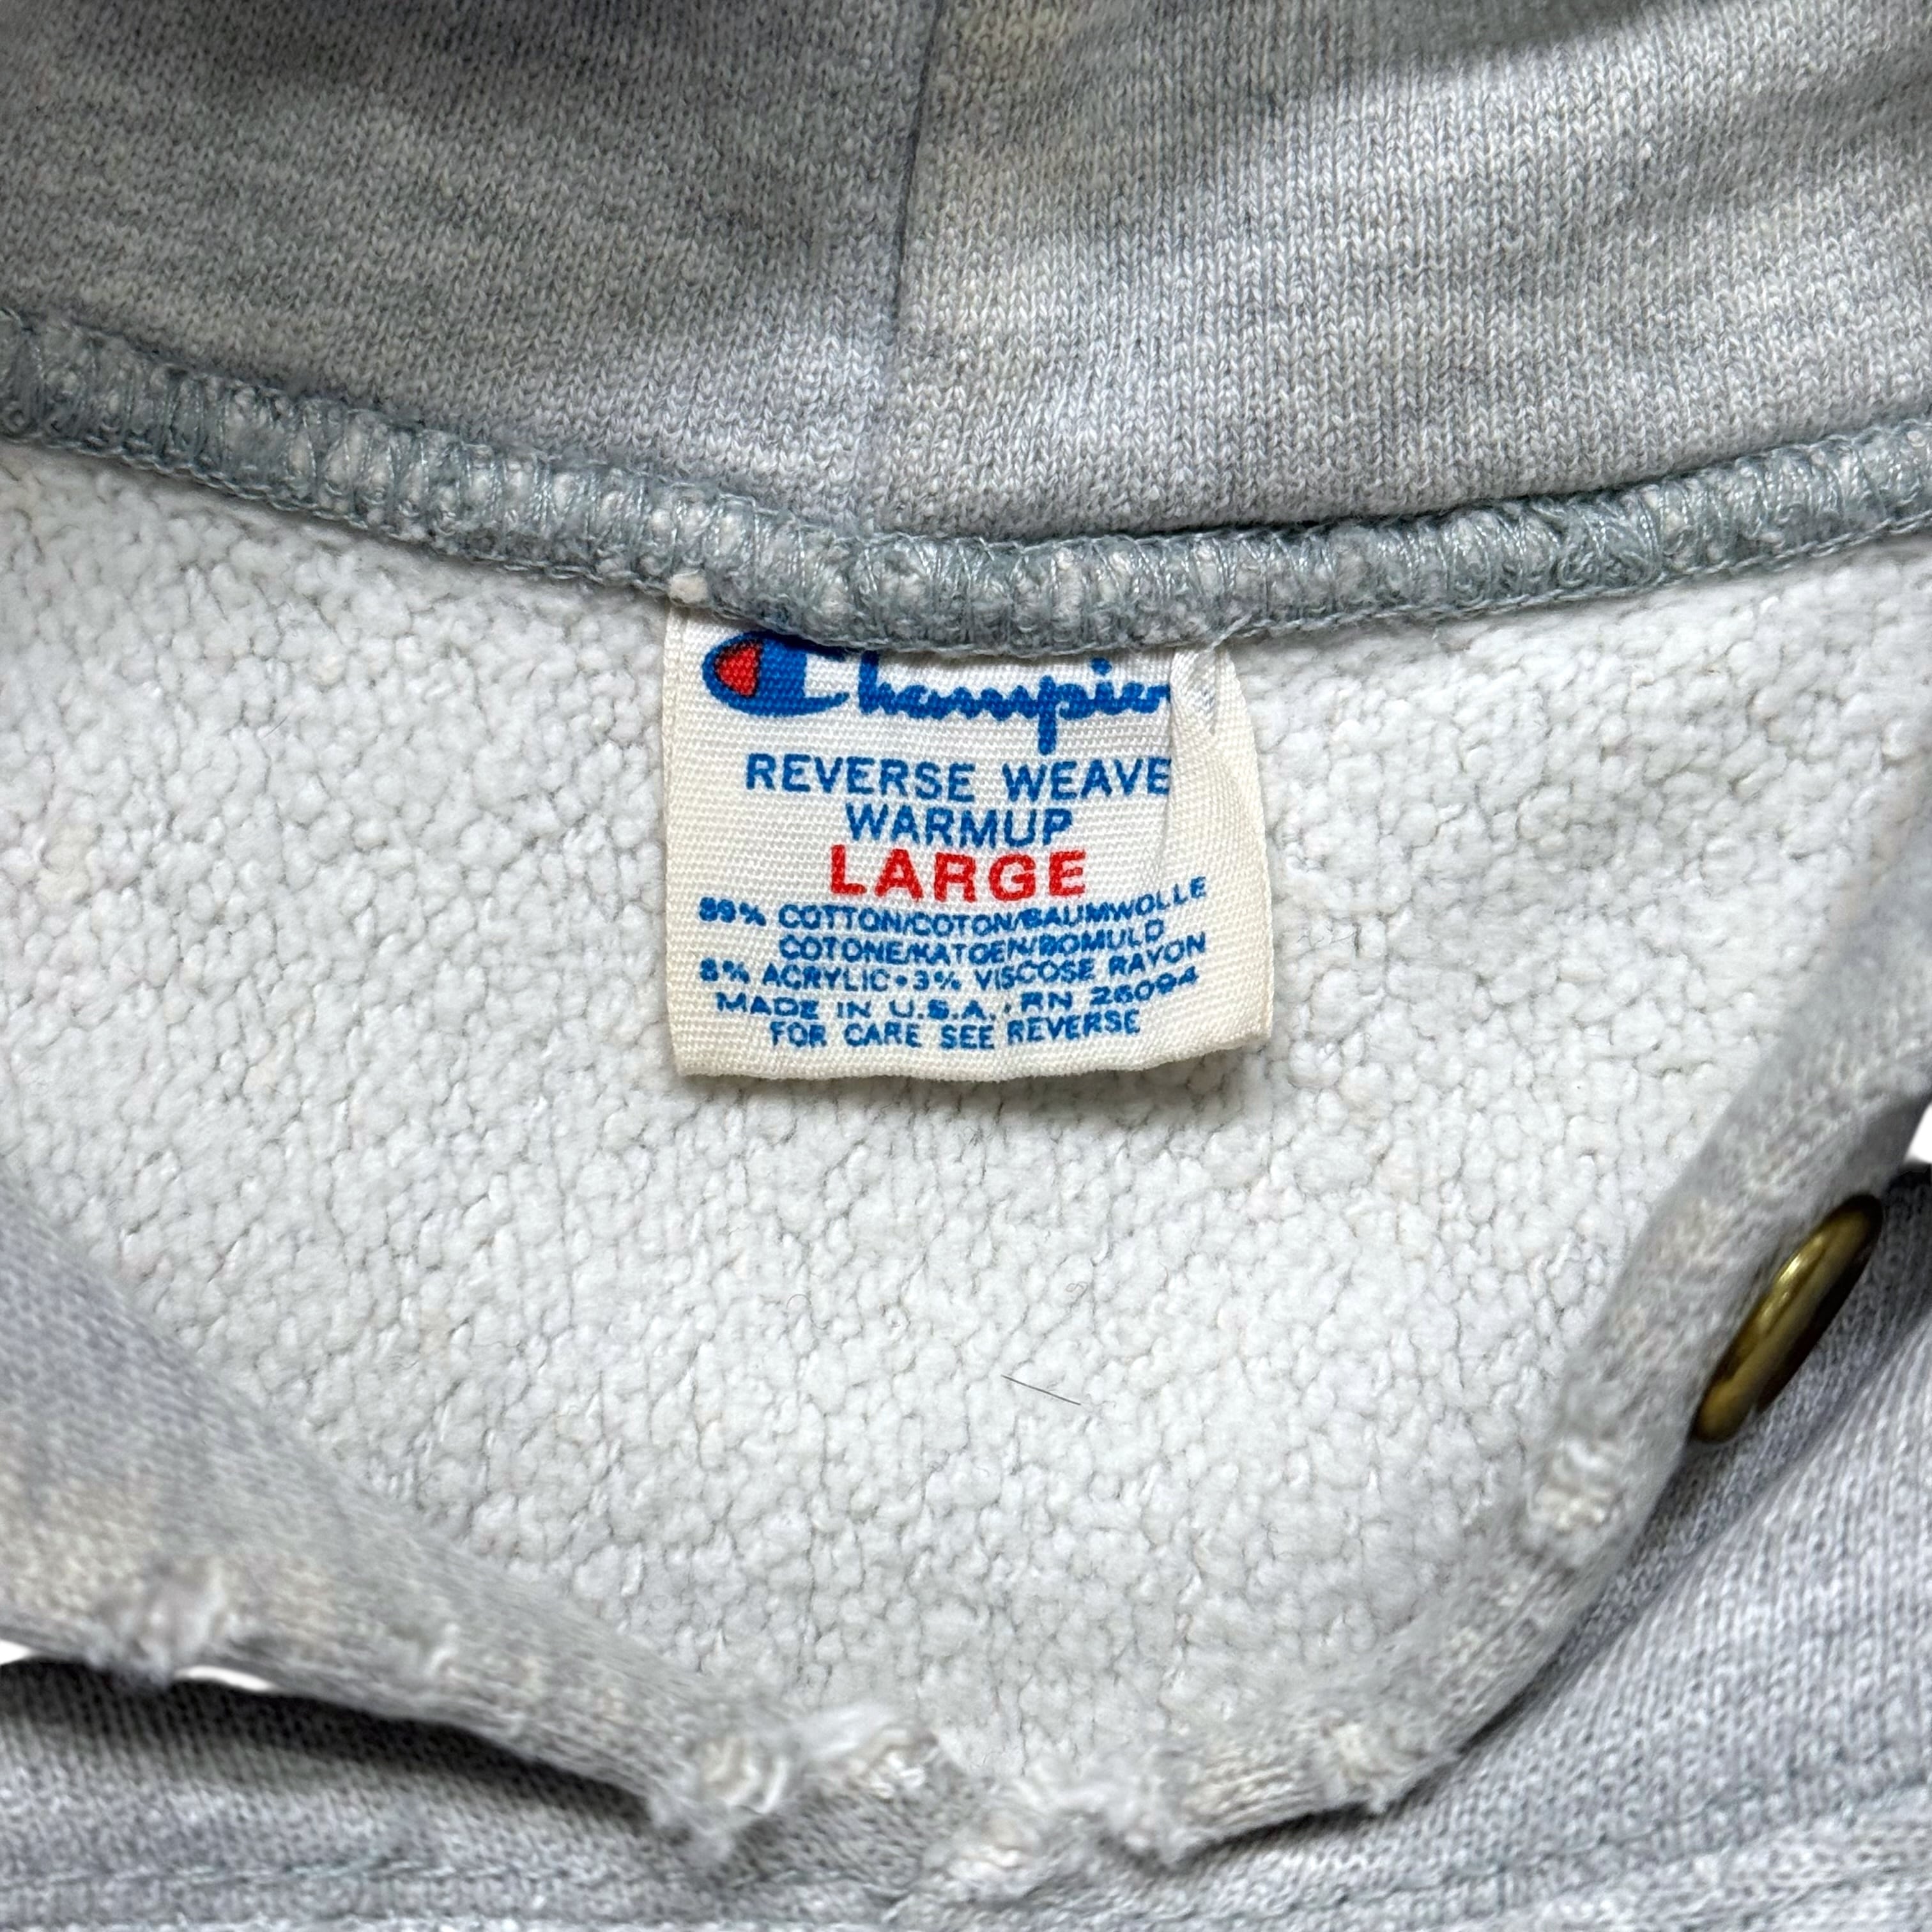 Champion
REVERSE WEAVE
WARMUP
LARGE
89% COTTON/COTON/BAUMWOLLE
COTONE/KATOEN/BOMULD
8% ACRYLIC•3% VISCOSE RAYON
MADE IN U.S.A. • RN 26094
FOR CARE SEE REVERSE